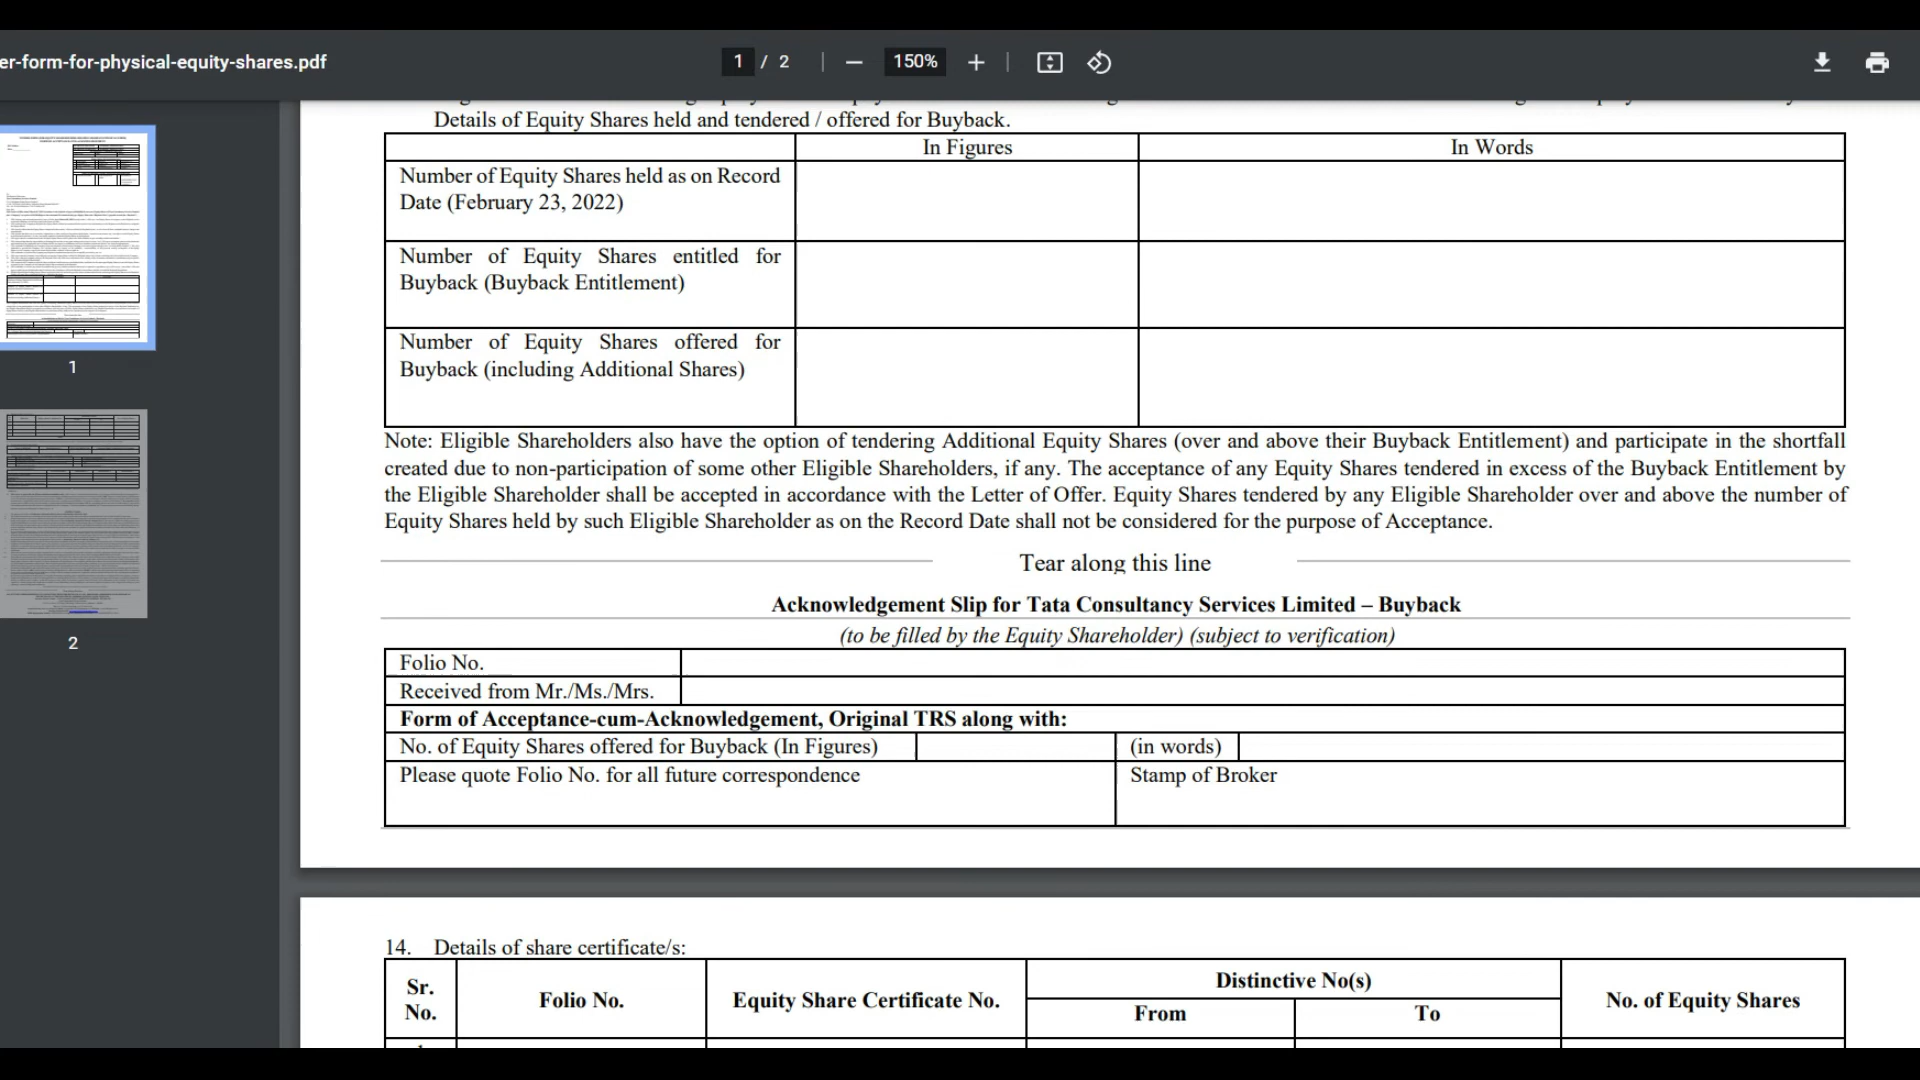 er-form-for-physical-equity-shares.pdf
1 / 2
150%
Details of Equity Shares held and tendered / offered for Buyback.
In Figures
In Words
Number of Equity Shares held as on Record
Date (February 23, 2022)
Number of Equity Shares entitled for
Buyback (Buyback Entitlement)
Number of Equity Shares offered for
Buyback (including Additional Shares)
Note: Eligible Shareholders also have the option of tendering Additional Equity Shares (over and above their Buyback Entitlement) and participate in the shortfall
created due to non-participation of some other Eligible Shareholders, if any. The acceptance of any Equity Shares tendered in excess of the Buyback Entitlement by
the Eligible Shareholder shall be accepted in accordance with the Letter of Offer. Equity Shares tendered by any Eligible Shareholder over and above the number of
Equity Shares held by such Eligible Shareholder as on the Record Date shall not be considered for the purpose of Acceptance.
Tear along this line
Acknowledgement Slip for Tata Consultancy Services Limited – Buyback
(to be filled by the Equity Shareholder) (subject to verification)
Folio No.
Received from Mr./Ms./Mrs.
Form of Acceptance-cum-Acknowledgement, Original TRS along with:
No. of Equity Shares offered for Buyback (In Figures)
(in words)
Please quote Folio No. for all future correspondence
Stamp of Broker
14. Details of share certificate/s:
Sr.
No.
Folio No.
Equity Share Certificate No.
Distinctive No(s)
From
To
No. of Equity Shares
1
2